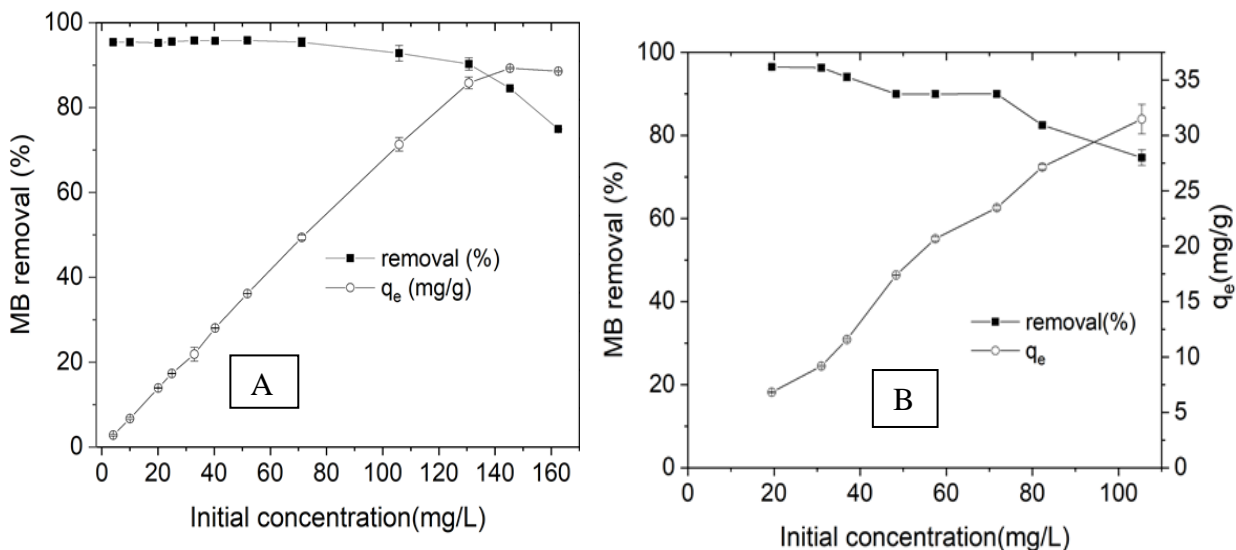 100
80
60
40
20
0
MB removal (%)
removal (%)
qₑ (mg/g)
A
0 20 40 60 80 100 120 140 160
Initial concentration(mg/L)
100
80
60
40
20
0
MB removal (%)
35
30
25
20
15
10
5
0
qₑ(mg/g)
removal(%)
qₑ
B
0 20 40 60 80 100
Initial concentration(mg/L)